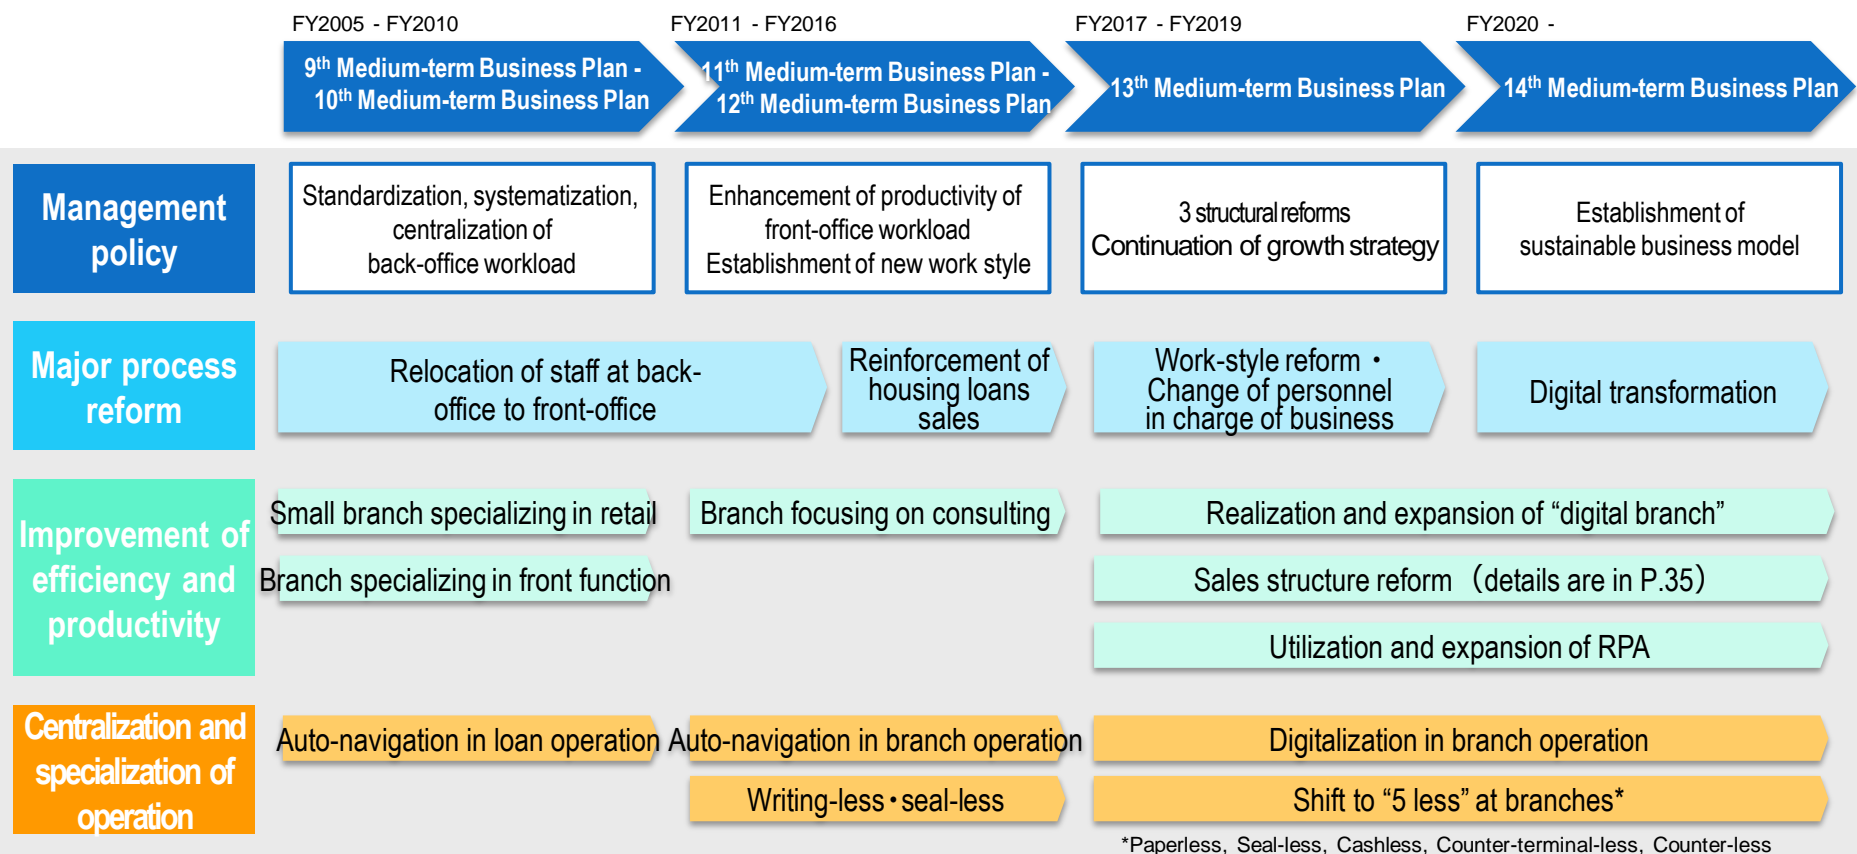 FY2005 - FY2010
FY2011 - FY2016
FY2017 - FY2019
FY2020 -
9th Medium-term Business Plan -
10th Medium-term Business Plan
11th Medium-term Business Plan -
12th Medium-term Business Plan
13th Medium-term Business Plan
14th Medium-term Business Plan
Management
policy
Standardization, systematization,
centralization of
back-office workload
Enhancement of productivity of
front-office workload
Establishment of new work style
3 structural reforms
Continuation of growth strategy
Establishment of
sustainable business model
Major process
reform
Relocation of staff at back-
office to front-office
Reinforcement of
housing loans
sales
Work-style reform・
Change of personnel
in charge of business
Digital transformation
Improvement of
efficiency and
productivity
Small branch specializing in retail
Branch focusing on consulting
Realization and expansion of “digital branch”
Branch specializing in front function
Sales structure reform（details are in P.35）
Utilization and expansion of RPA
Centralization and
specialization of
operation
Auto-navigation in loan operation
Auto-navigation in branch operation
Digitalization in branch operation
Writing-less・seal-less
Shift to “5 less” at branches*
*Paperless, Seal-less, Cashless, Counter-terminal-less, Counter-less